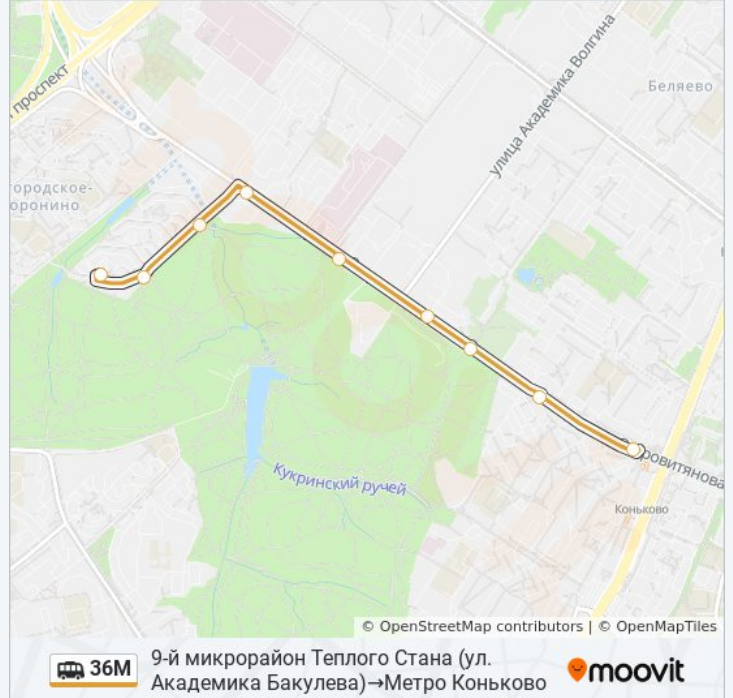 й проспект
улица Академика Волгина
Беляево
городское-
оронино
Кукринский ручей
ровитянова
Коньково
© OpenStreetMap contributors | © OpenMapTiles
36М
9-й микрорайон Теплого Стана (ул.
Академика Бакулева)→Метро Коньково
moovit